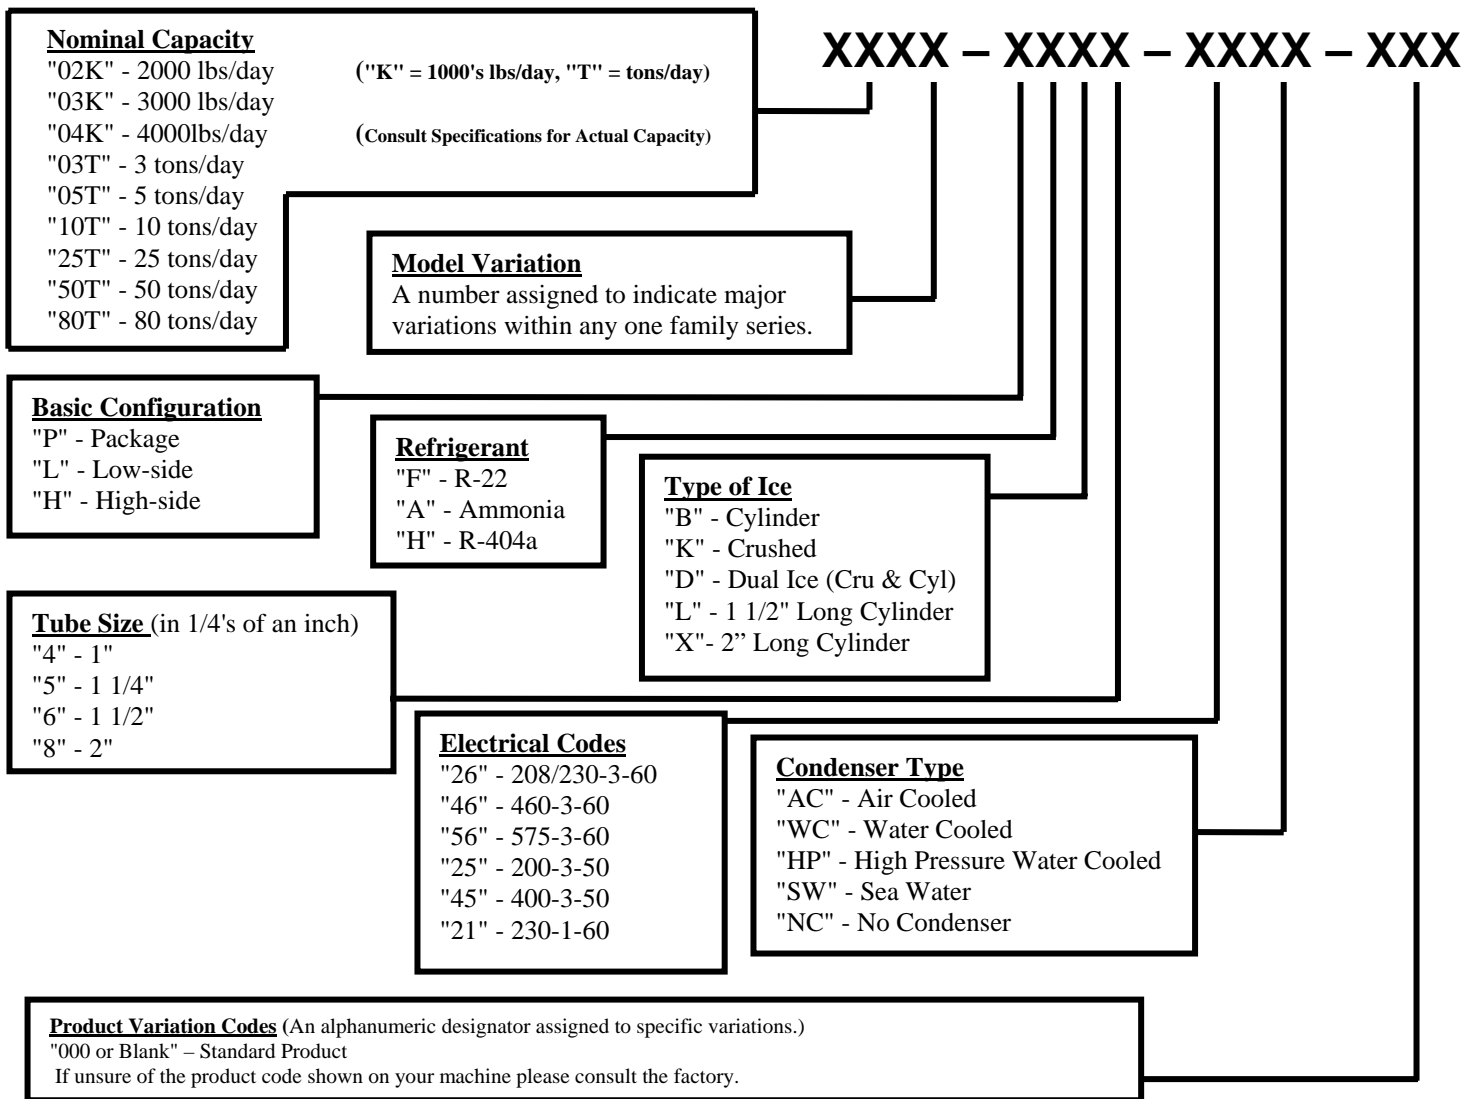 XXXX – XXXX – XXXX – XXX
Nominal Capacity
"02K" - 2000 lbs/day ("K" = 1000's lbs/day, "T" = tons/day)
"03K" - 3000 lbs/day
"04K" - 4000lbs/day (Consult Specifications for Actual Capacity)
"03T" - 3 tons/day
"05T" - 5 tons/day
"10T" - 10 tons/day
"25T" - 25 tons/day
"50T" - 50 tons/day
"80T" - 80 tons/day
Model Variation
A number assigned to indicate major
variations within any one family series.
Basic Configuration
"P" - Package
"L" - Low-side
"H" - High-side
Refrigerant
"F" - R-22
"A" - Ammonia
"H" - R-404a
Type of Ice
"B" - Cylinder
"K" - Crushed
"D" - Dual Ice (Cru & Cyl)
"L" - 1 1/2" Long Cylinder
"X"- 2” Long Cylinder
Tube Size (in 1/4's of an inch)
"4" - 1"
"5" - 1 1/4"
"6" - 1 1/2"
"8" - 2"
Electrical Codes
"26" - 208/230-3-60
"46" - 460-3-60
"56" - 575-3-60
"25" - 200-3-50
"45" - 400-3-50
"21" - 230-1-60
Condenser Type
"AC" - Air Cooled
"WC" - Water Cooled
"HP" - High Pressure Water Cooled
"SW" - Sea Water
"NC" - No Condenser
Product Variation Codes (An alphanumeric designator assigned to specific variations.)
"000 or Blank" – Standard Product
If unsure of the product code shown on your machine please consult the factory.